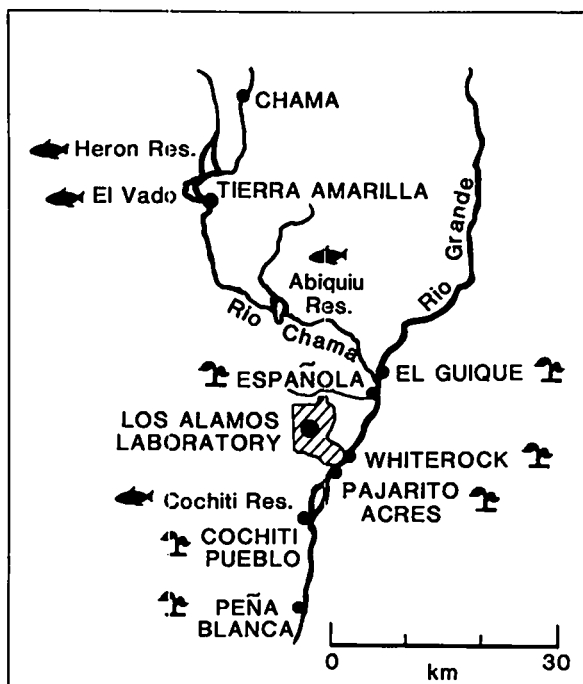 CHAMA
Heron Res.
El Vado
TIERRA AMARILLA
Rio Grande
Abiquiu
Res.
Rio Chama
ESPAÑOLA
EL GUIQUE
LOS ALAMOS
LABORATORY
WHITEROCK
PAJARITO
ACRES
Cochiti Res.
COCHITI
PUEBLO
PEÑA
BLANCA
0 30
km